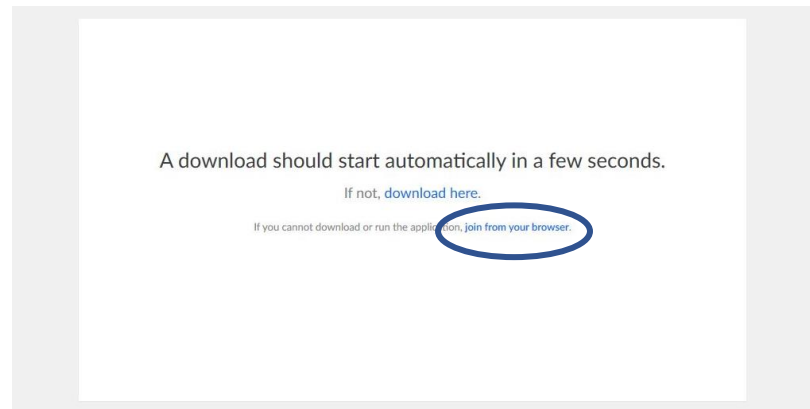 A download should start automatically in a few seconds.
If not, download here.
If you cannot download or run the application, join from your browser.